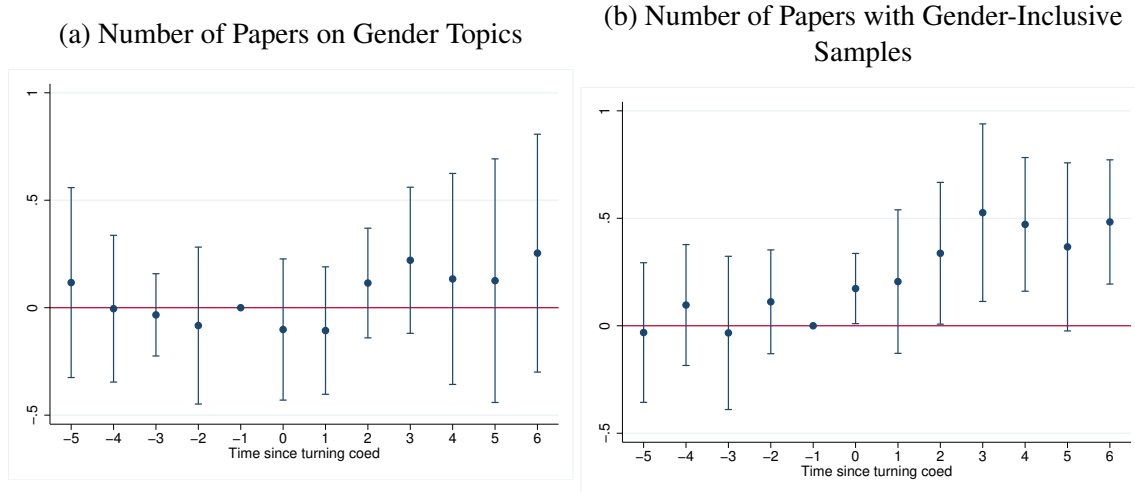 (a) Number of Papers on Gender Topics
1
.5
0
-.5
−5 −4 −3 −2 −1 0 1 2 3 4 5 6
Time since turning coed
(b) Number of Papers with Gender-Inclusive
Samples
1
.5
0
-.5
−5 −4 −3 −2 −1 0 1 2 3 4 5 6
Time since turning coed